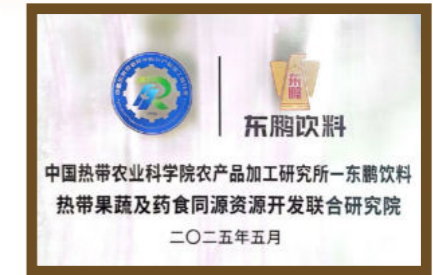 东鹏
东鹏饮料
中国热带农业科学院农产品加工研究所—东鹏饮料
热带果蔬及药食同源资源开发联合研究院
二〇二五年五月